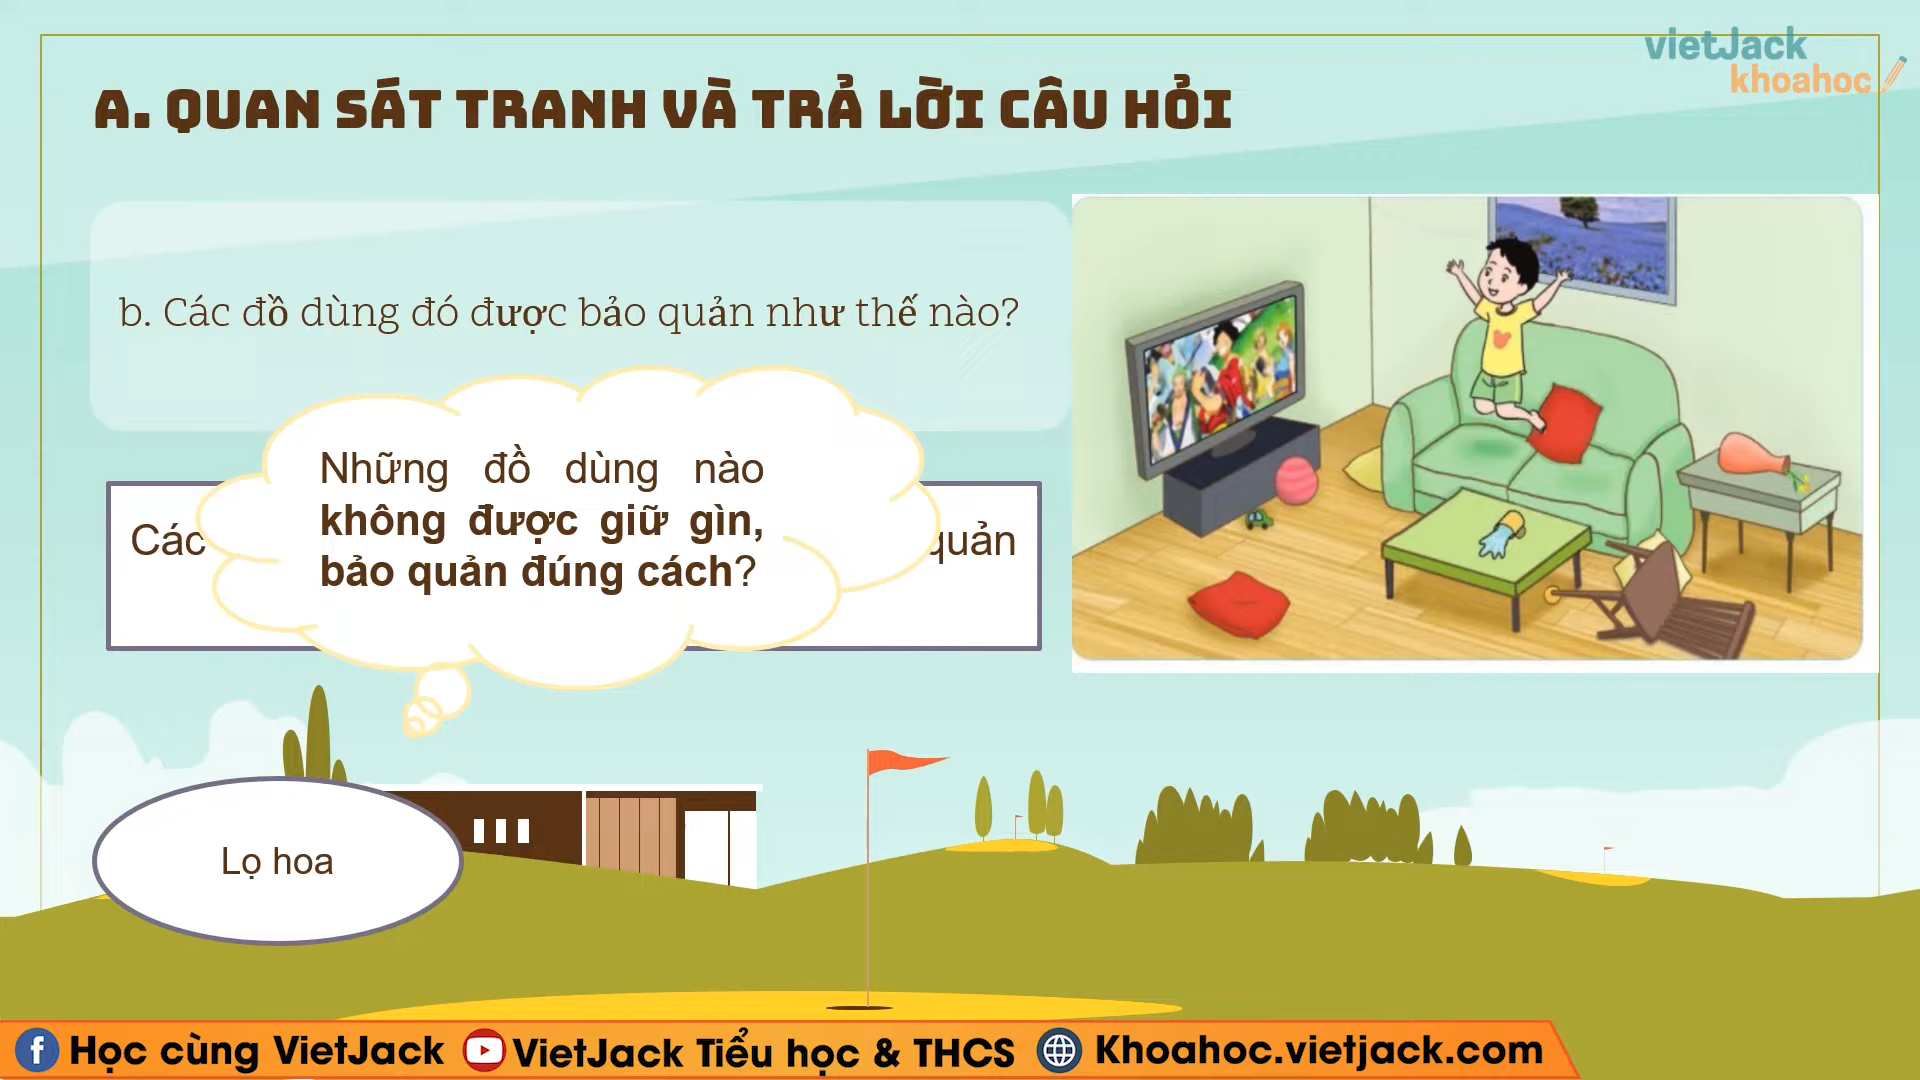 vietJack
khoahoc
A. QUAN SÁT TRANH VÀ TRẢ LỜI CÂU HỎI
b. Các đồ dùng đó được bảo quản như thế nào?
Những đồ dùng nào
không được giữ gìn,
bảo quản đúng cách?
Các quản
Lọ hoa
Học cùng VietJack VietJack Tiểu học & THCS Khoahoc.vietjack.com